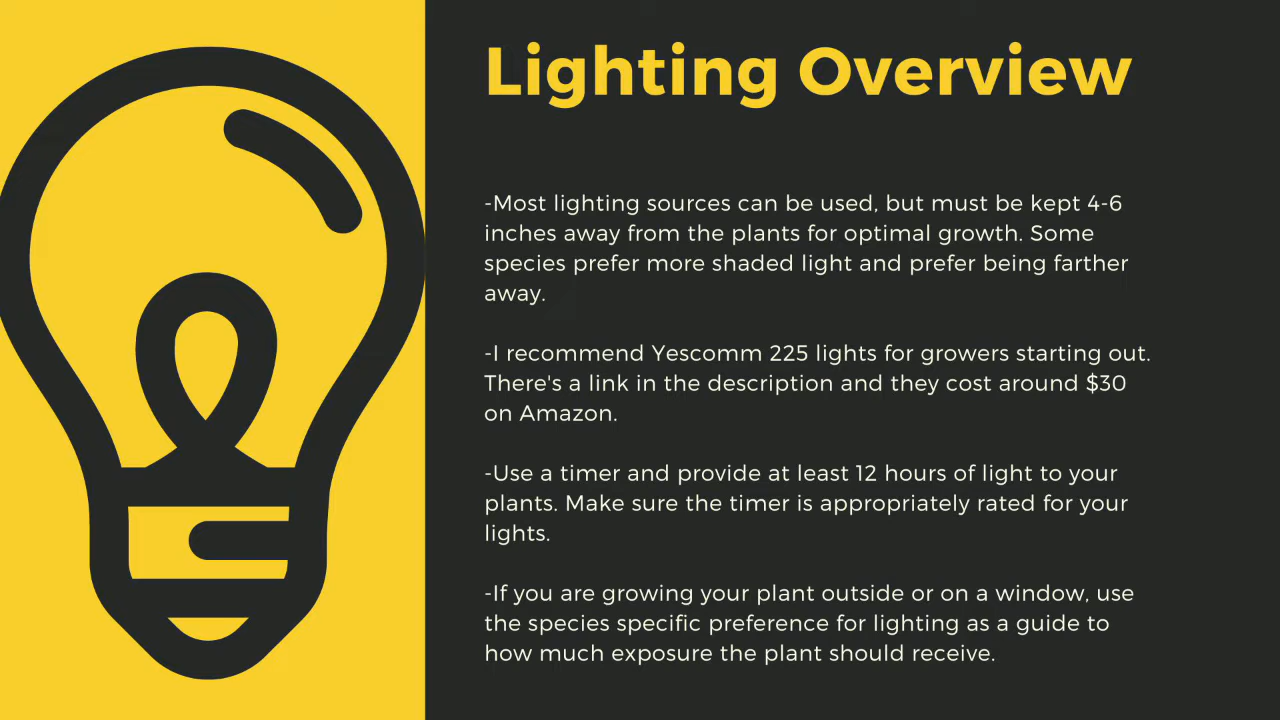 Lighting Overview
-Most lighting sources can be used, but must be kept 4-6
inches away from the plants for optimal growth. Some
species prefer more shaded light and prefer being farther
away.
-I recommend Yescomm 225 lights for growers starting out.
There's a link in the description and they cost around $30
on Amazon.
-Use a timer and provide at least 12 hours of light to your
plants. Make sure the timer is appropriately rated for your
lights.
-If you are growing your plant outside or on a window, use
the species specific preference for lighting as a guide to
how much exposure the plant should receive.